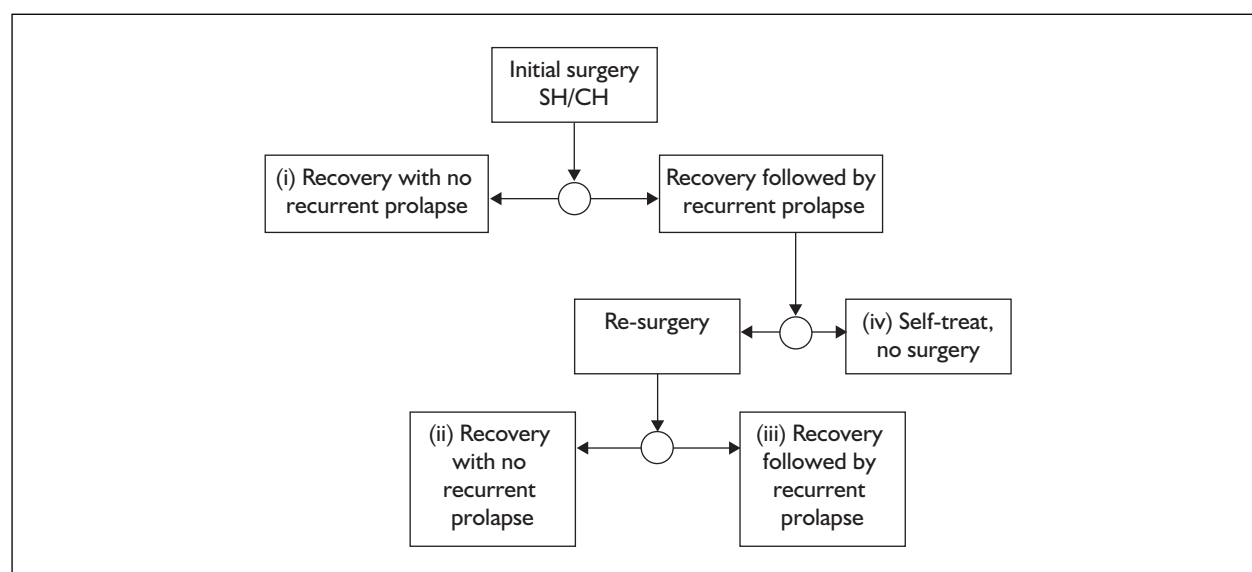 Initial surgery
SH/CH
(i) Recovery with no
recurrent prolapse
Recovery followed by
recurrent prolapse
Re-surgery
(iv) Self-treat,
no surgery
(ii) Recovery
with no
recurrent
prolapse
(iii) Recovery
followed by
recurrent
prolapse